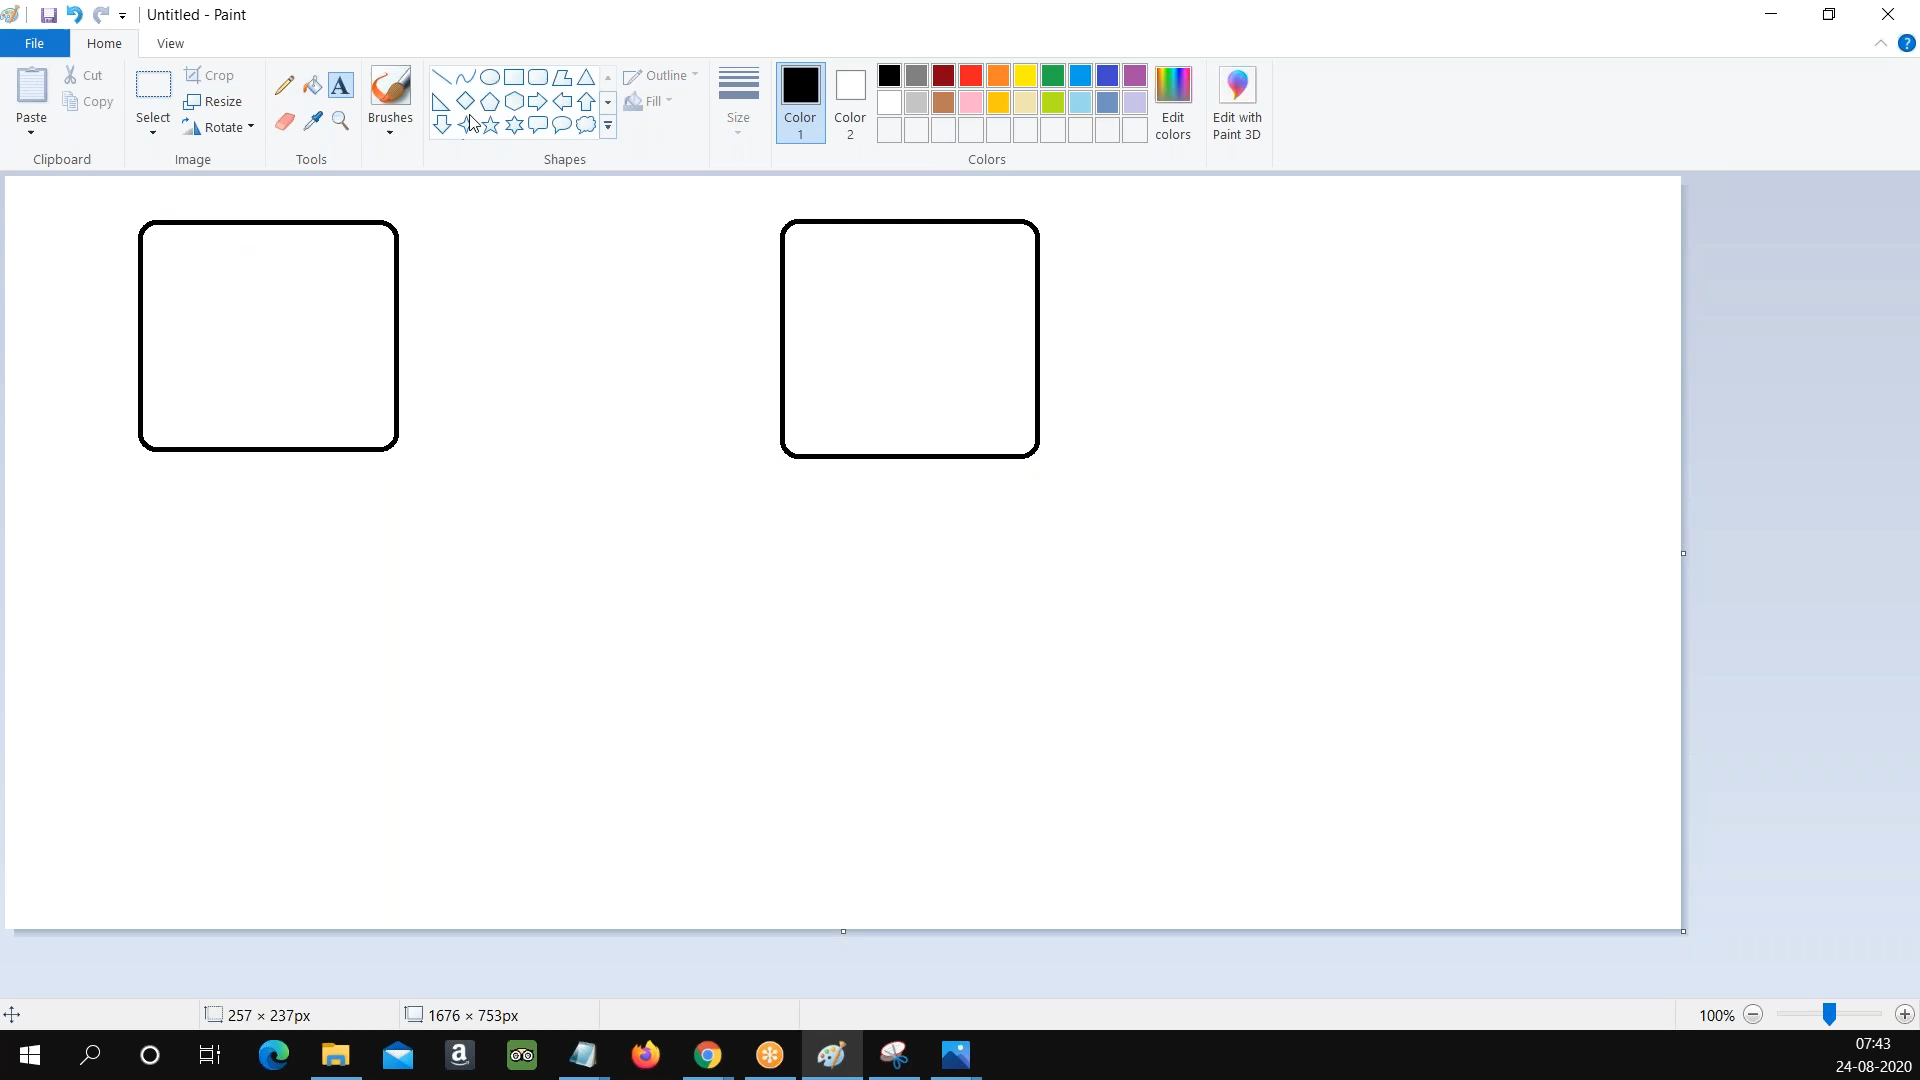 Untitled - Paint
File Home View
Paste
Cut
Copy
Clipboard
Select
Crop
Resize
Rotate
Image
A
Tools
Brushes
Outline
Fill
Shapes
Size
Color 1
Color 2
Edit colors
Colors
Edit with Paint 3D
257 × 237px
1676 × 753px
100%
07:43
24-08-2020